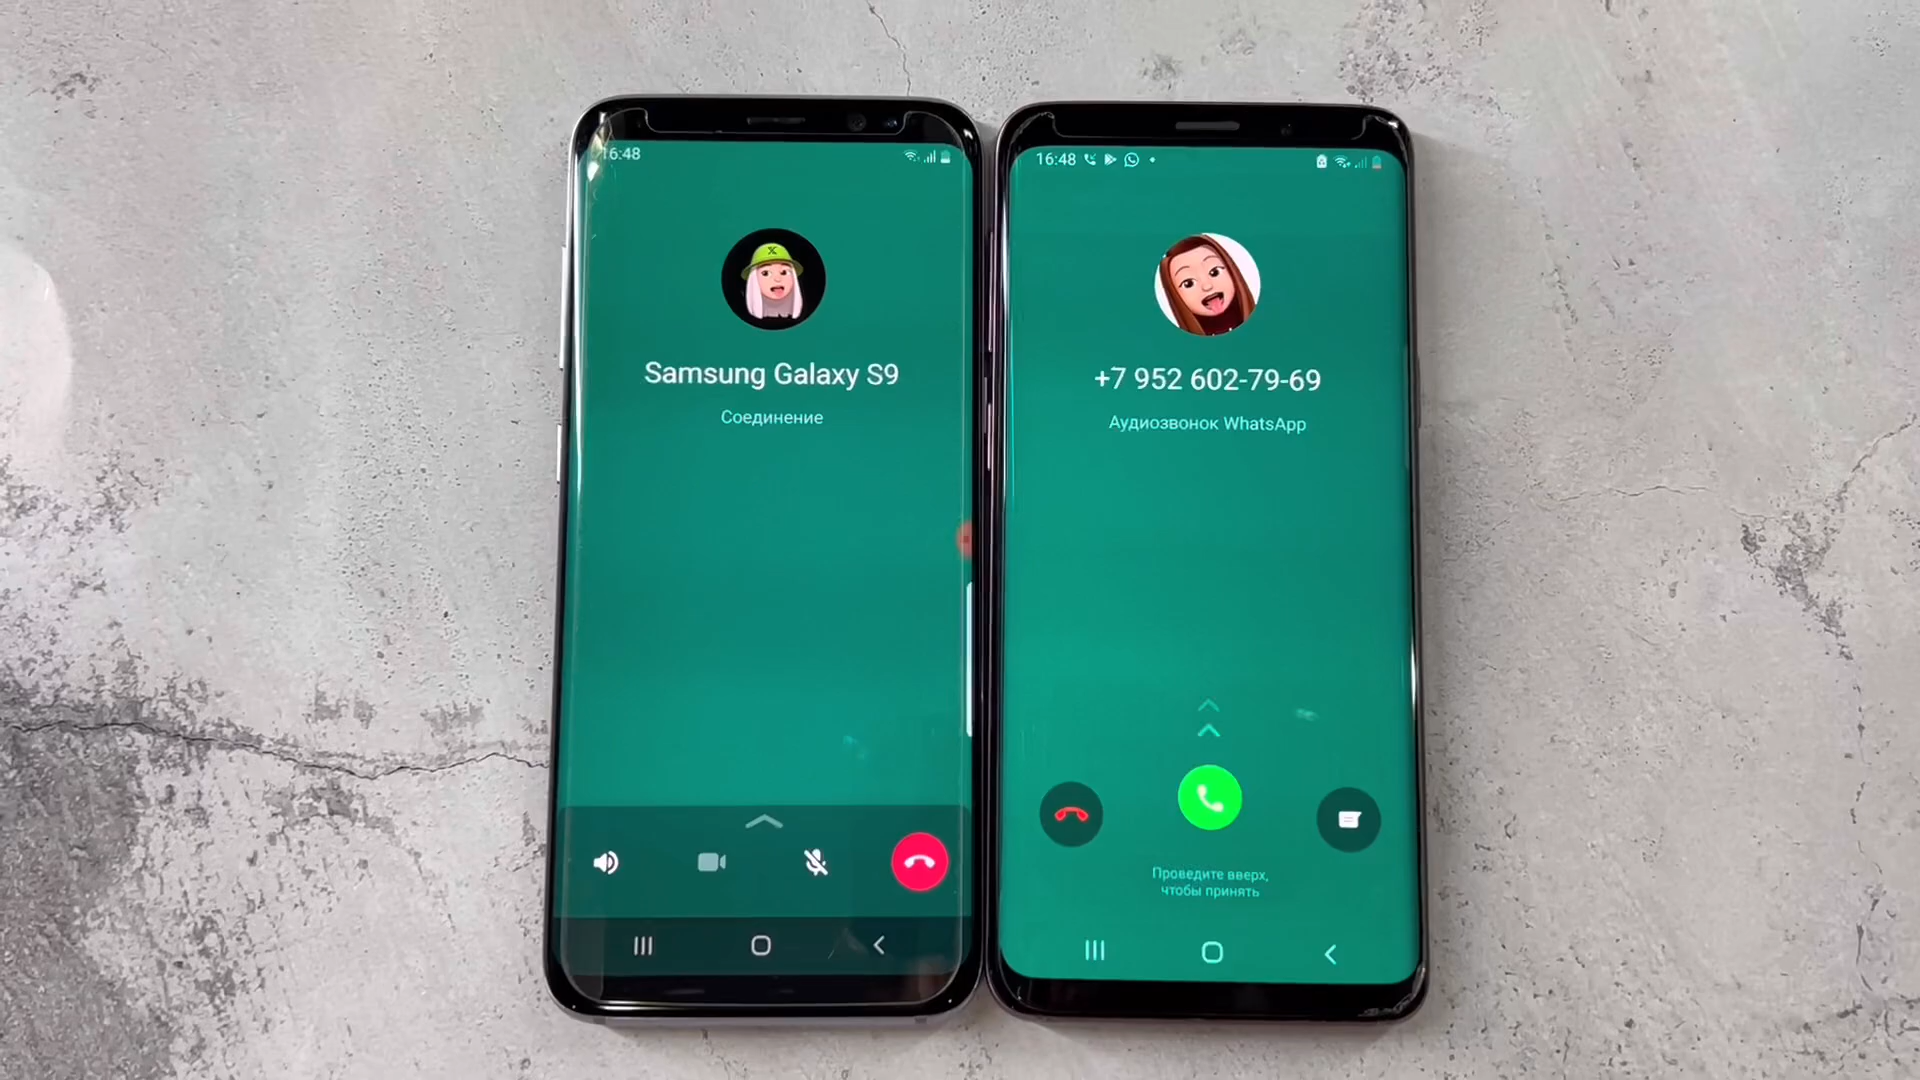 16:48
Samsung Galaxy S9
Соединение
16:48
+7 952 602-79-69
Аудиозвонок WhatsApp
Проведите вверх,
чтобы принять